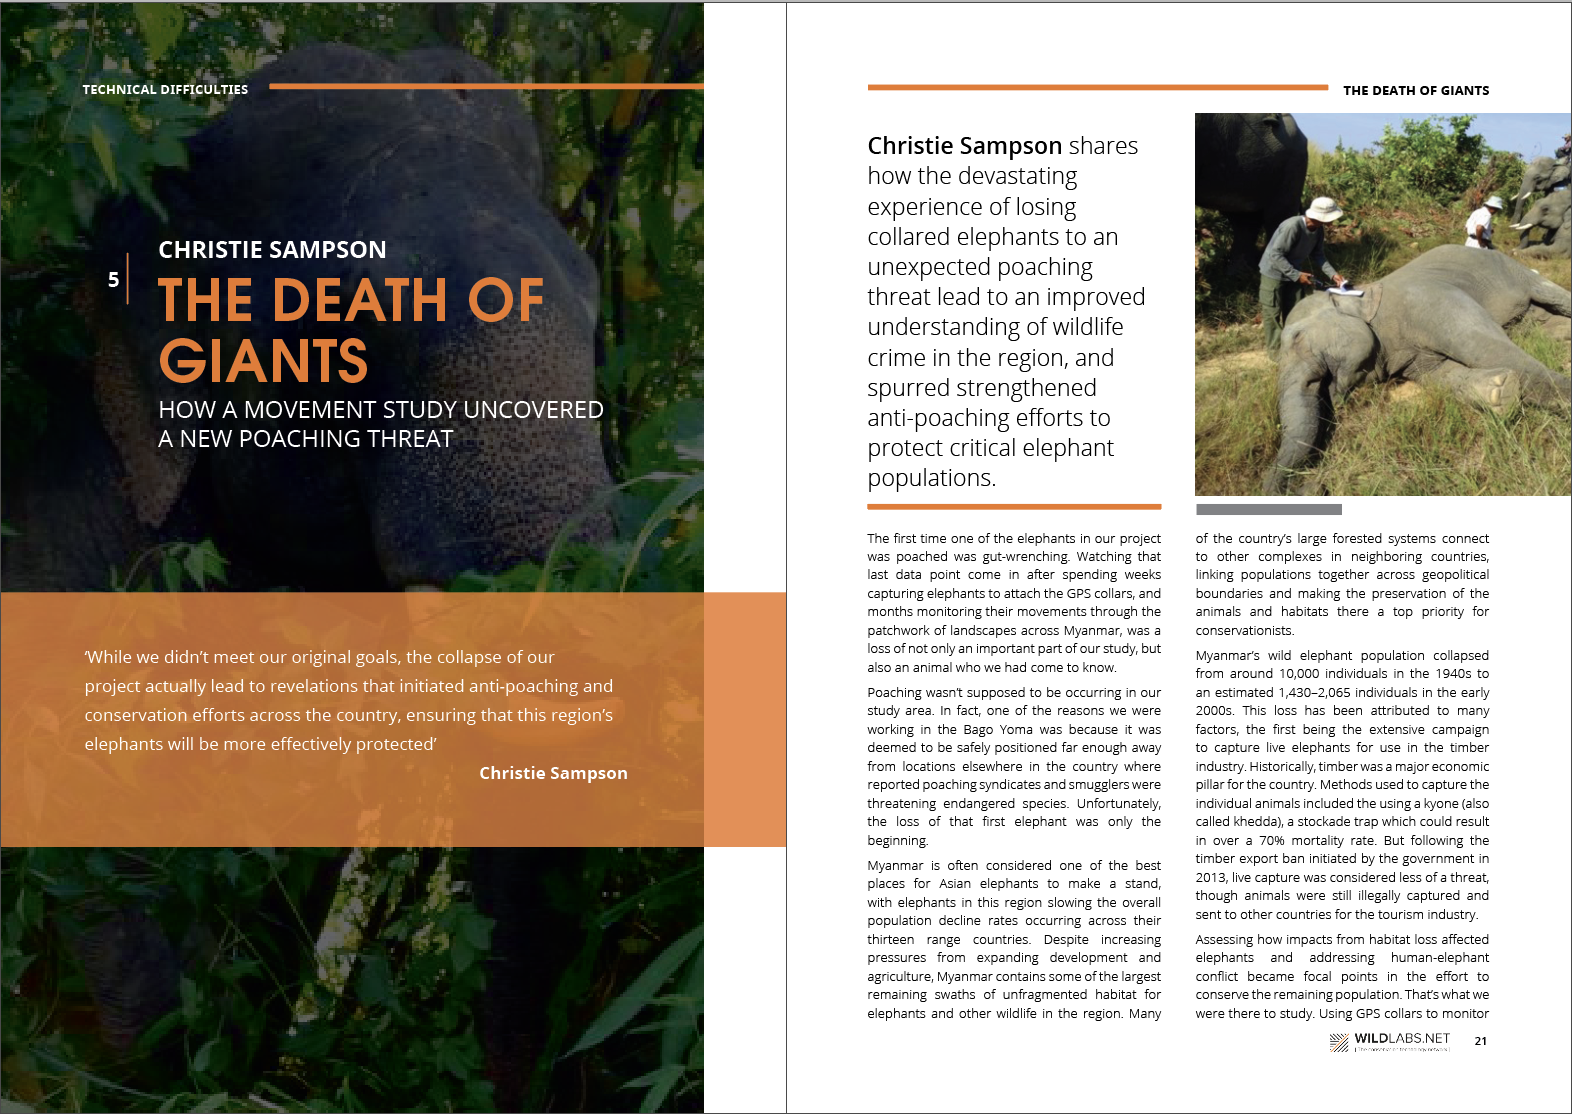 TECHNICAL DIFFICULTIES
5
CHRISTIE SAMPSON
THE DEATH OF
GIANTS
HOW A MOVEMENT STUDY UNCOVERED
A NEW POACHING THREAT
‘While we didn’t meet our original goals, the collapse of our
project actually lead to revelations that initiated anti-poaching and
conservation efforts across the country, ensuring that this region’s
elephants will be more effectively protected’
Christie Sampson
THE DEATH OF GIANTS
Christie Sampson shares
how the devastating
experience of losing
collared elephants to an
unexpected poaching
threat lead to an improved
understanding of wildlife
crime in the region, and
spurred strengthened
anti-poaching efforts to
protect critical elephant
populations.
The first time one of the elephants in our project
was poached was gut-wrenching. Watching that
last data point come in after spending weeks
capturing elephants to attach the GPS collars, and
months monitoring their movements through the
patchwork of landscapes across Myanmar, was a
loss of not only an important part of our study, but
also an animal who we had come to know.
Poaching wasn’t supposed to be occurring in our
study area. In fact, one of the reasons we were
working in the Bago Yoma was because it was
deemed to be safely positioned far enough away
from locations elsewhere in the country where
reported poaching syndicates and smugglers were
threatening endangered species. Unfortunately,
the loss of that first elephant was only the
beginning.
Myanmar is often considered one of the best
places for Asian elephants to make a stand,
with elephants in this region slowing the overall
population decline rates occurring across their
thirteen range countries. Despite increasing
pressures from expanding development and
agriculture, Myanmar contains some of the largest
remaining swaths of unfragmented habitat for
elephants and other wildlife in the region. Many
of the country’s large forested systems connect
to other complexes in neighboring countries,
linking populations together across geopolitical
boundaries and making the preservation of the
animals and habitats there a top priority for
conservationists.
Myanmar’s wild elephant population collapsed
from around 10,000 individuals in the 1940s to
an estimated 1,430–2,065 individuals in the early
2000s. This loss has been attributed to many
factors, the first being the extensive campaign
to capture live elephants for use in the timber
industry. Historically, timber was a major economic
pillar for the country. Methods used to capture the
individual animals included the using a kyone (also
called khedda), a stockade trap which could result
in over a 70% mortality rate. But following the
timber export ban initiated by the government in
2013, live capture was considered less of a threat,
though animals were still illegally captured and
sent to other countries for the tourism industry.
Assessing how impacts from habitat loss affected
elephants and addressing human-elephant
conflict became focal points in the effort to
conserve the remaining population. That’s what we
were there to study. Using GPS collars to monitor
WILDLABS.NET
21